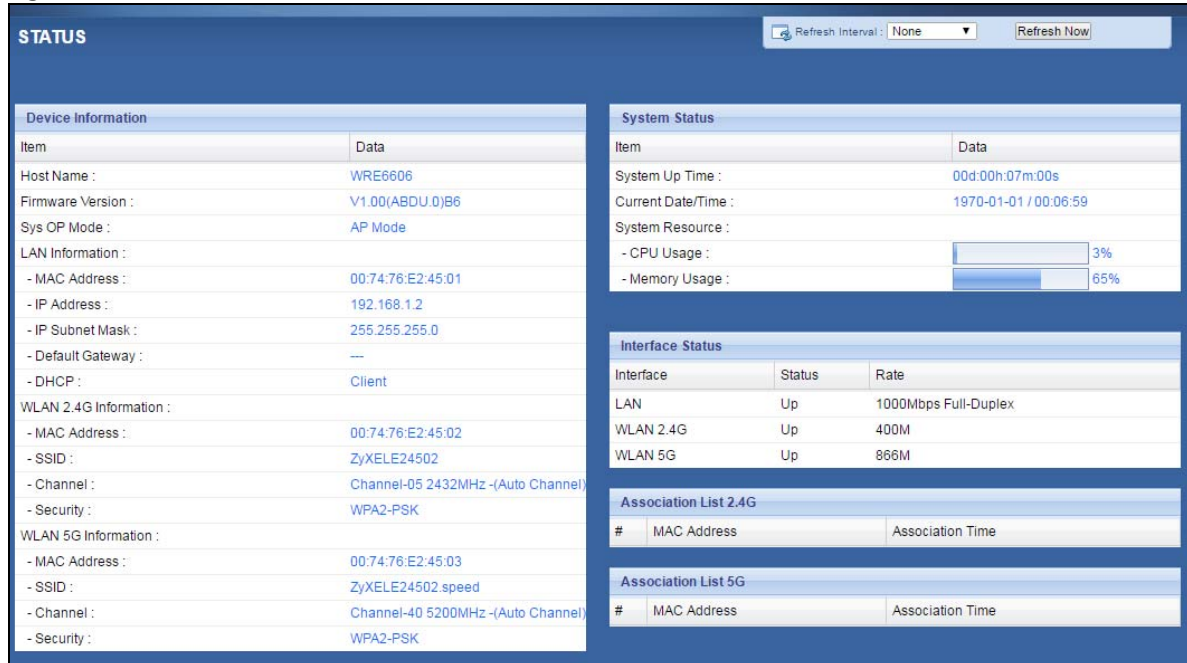 STATUS
Refresh Interval : None Refresh Now
Device Information
Item Data
Host Name : WRE6606
Firmware Version : V1.00(ABDU.0)B6
Sys OP Mode : AP Mode
LAN Information :
- MAC Address : 00:74:76:E2:45:01
- IP Address : 192.168.1.2
- IP Subnet Mask : 255.255.255.0
- Default Gateway : ---
- DHCP : Client
WLAN 2.4G Information :
- MAC Address : 00:74:76:E2:45:02
- SSID : ZyXELE24502
- Channel : Channel-05 2432MHz -(Auto Channel)
- Security : WPA2-PSK
WLAN 5G Information :
- MAC Address : 00:74:76:E2:45:03
- SSID : ZyXELE24502.speed
- Channel : Channel-40 5200MHz -(Auto Channel)
- Security : WPA2-PSK
System Status
Item Data
System Up Time : 00d:00h:07m:00s
Current Date/Time : 1970-01-01 / 00:06:59
System Resource :
- CPU Usage : 3%
- Memory Usage : 65%
Interface Status
Interface Status Rate
LAN Up 1000Mbps Full-Duplex
WLAN 2.4G Up 400M
WLAN 5G Up 866M
Association List 2.4G
# MAC Address Association Time
Association List 5G
# MAC Address Association Time